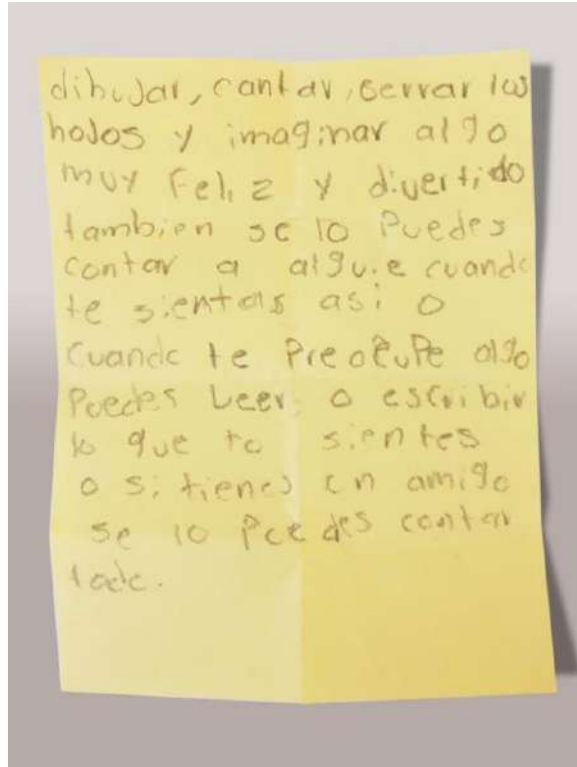 dibujar, cantar, serrar los
hojos y imaginar algo
muy Feliz y divertido
tambien se lo Puedes
contar a alguie cuando
te sientas asi o
cuando te Preocupe algo
Puedes Leer, o escribir
lo que tu sientes
o si tienes un amigo
se lo Puedes contar
todo.